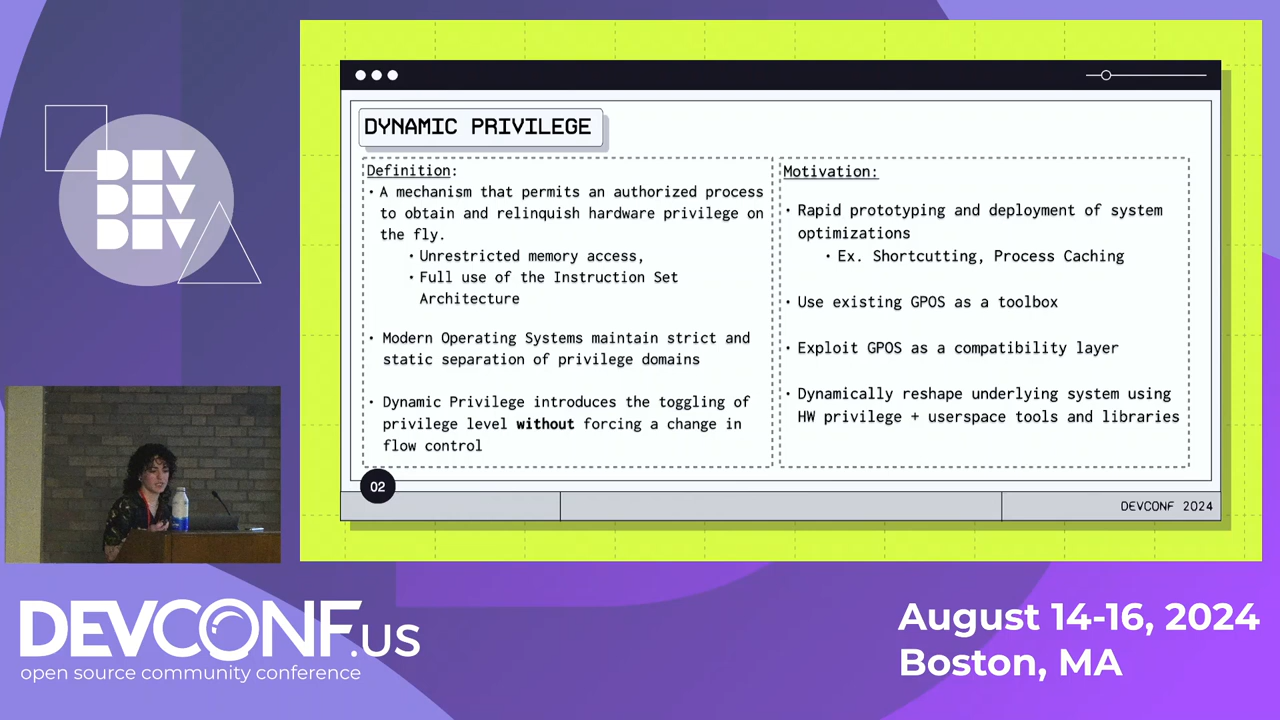 DEV
DEV
DEV
DYNAMIC PRIVILEGE
Definition:
• A mechanism that permits an authorized process
to obtain and relinquish hardware privilege on
the fly.
• Unrestricted memory access,
• Full use of the Instruction Set
Architecture
• Modern Operating Systems maintain strict and
static separation of privilege domains
• Dynamic Privilege introduces the toggling of
privilege level without forcing a change in
flow control
Motivation:
• Rapid prototyping and deployment of system
optimizations
• Ex. Shortcutting, Process Caching
• Use existing GPOS as a toolbox
• Exploit GPOS as a compatibility layer
• Dynamically reshape underlying system using
HW privilege + userspace tools and libraries
02
DEVCONF 2024
DEVCONF.US
open source community conference
August 14-16, 2024
Boston, MA